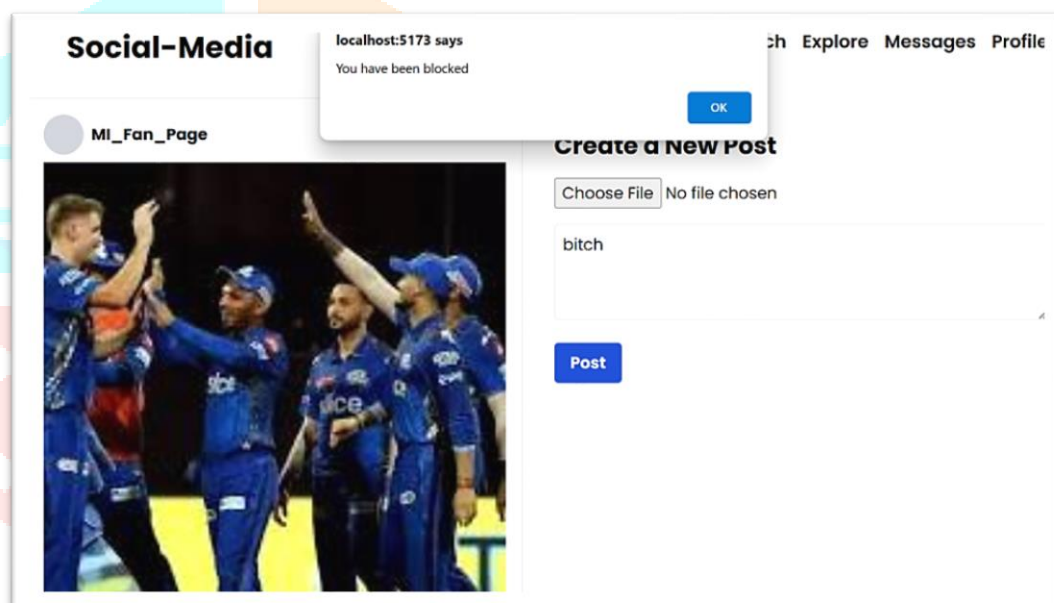 Social-Media
localhost:5173 says
You have been blocked
OK
ch Explore Messages Profile
MI_Fan_Page
Create a New Post
Choose File No file chosen
bitch
Post
slice